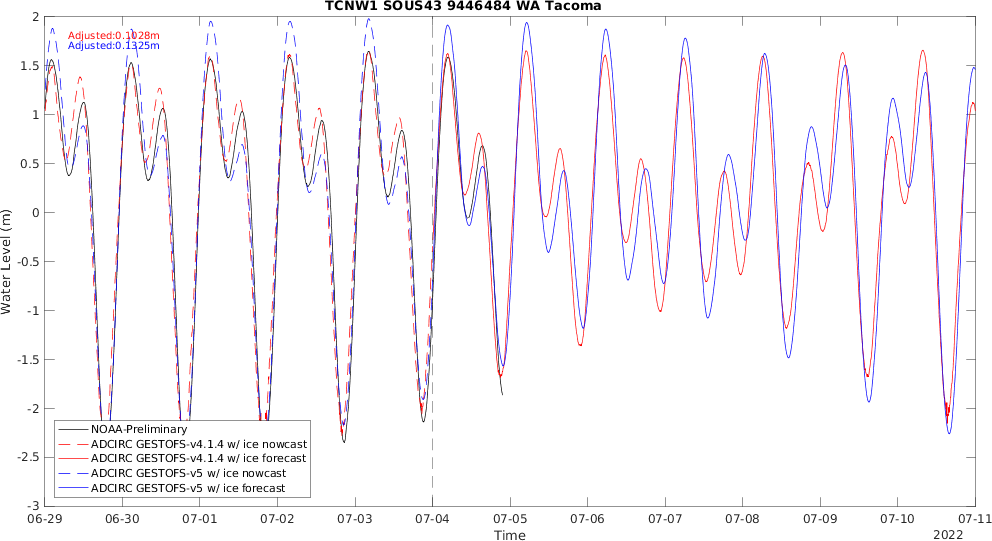 TCNW1 SOUS43 9446484 WA Tacoma
Adjusted:0.1028m
Adjusted:0.1325m
2
1.5
1
0.5
0
-0.5
-1
-1.5
-2
-2.5
-3
Water Level (m)
NOAA-Preliminary
ADCIRC GESTOFS-v4.1.4 w/ ice nowcast
ADCIRC GESTOFS-v4.1.4 w/ ice forecast
ADCIRC GESTOFS-v5 w/ ice nowcast
ADCIRC GESTOFS-v5 w/ ice forecast
06-29 06-30 07-01 07-02 07-03 07-04 07-05 07-06 07-07 07-08 07-09 07-10 07-11
Time
2022